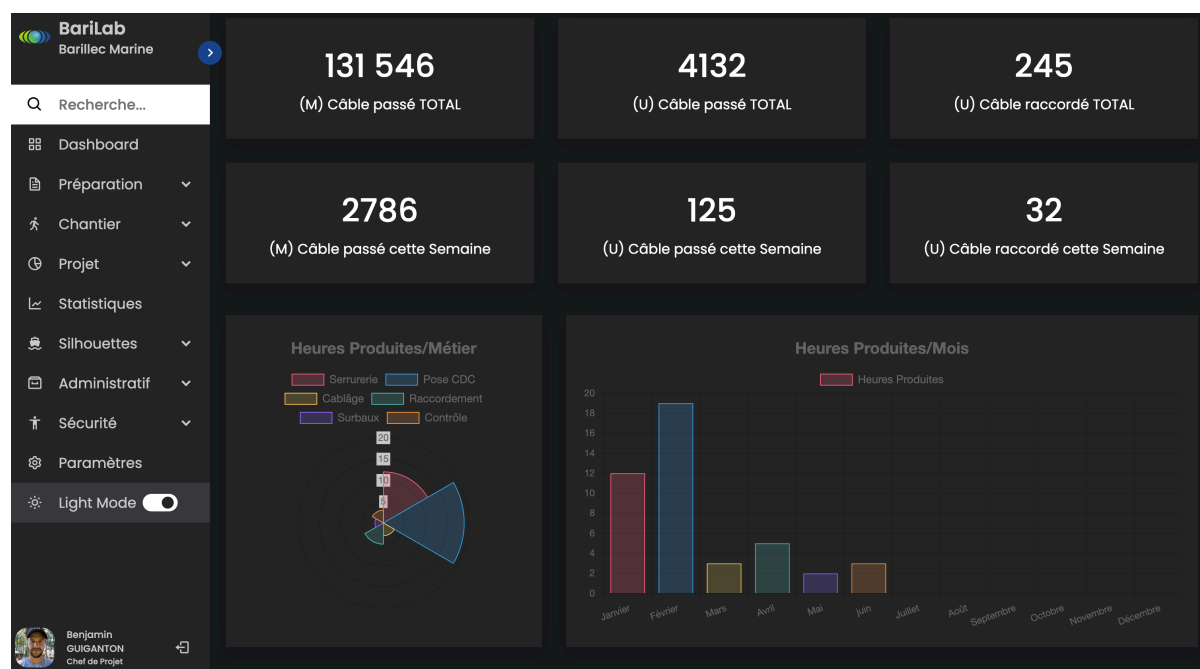 BariLab
Barillec Marine
Recherche...
Dashboard
Préparation
Chantier
Projet
Statistiques
Silhouettes
Administratif
Sécurité
Paramètres
Light Mode
Benjamin
GUIGANTON
Chef de Projet
131 546
(M) Câble passé TOTAL
4132
(U) Câble passé TOTAL
245
(U) Câble raccordé TOTAL
2786
(M) Câble passé cette Semaine
125
(U) Câble passé cette Semaine
32
(U) Câble raccordé cette Semaine
Heures Produites/Métier
Serrurerie Pose CDC
Cablâge Raccordement
Surbaux Contrôle
20
15
10
5
Heures Produites/Mois
Heures Produites
20
18
16
14
12
10
8
6
4
2
0
Janvier Février Mars Avril Mai juin Juillet Août Septembre Octobre Novembre Décembre